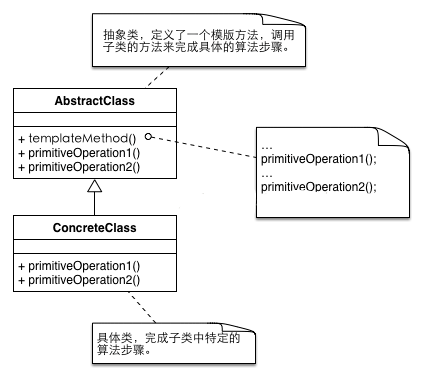 抽象类，定义了一个模版方法，调用
子类的方法来完成具体的算法步骤。
AbstractClass
+ templateMethod()
+ primitiveOperation1()
+ primitiveOperation2()
...
primitiveOperation1();
...
primitiveOperation2();
ConcreteClass
+ primitiveOperation1()
+ primitiveOperation2()
具体类，完成子类中特定的
算法步骤。